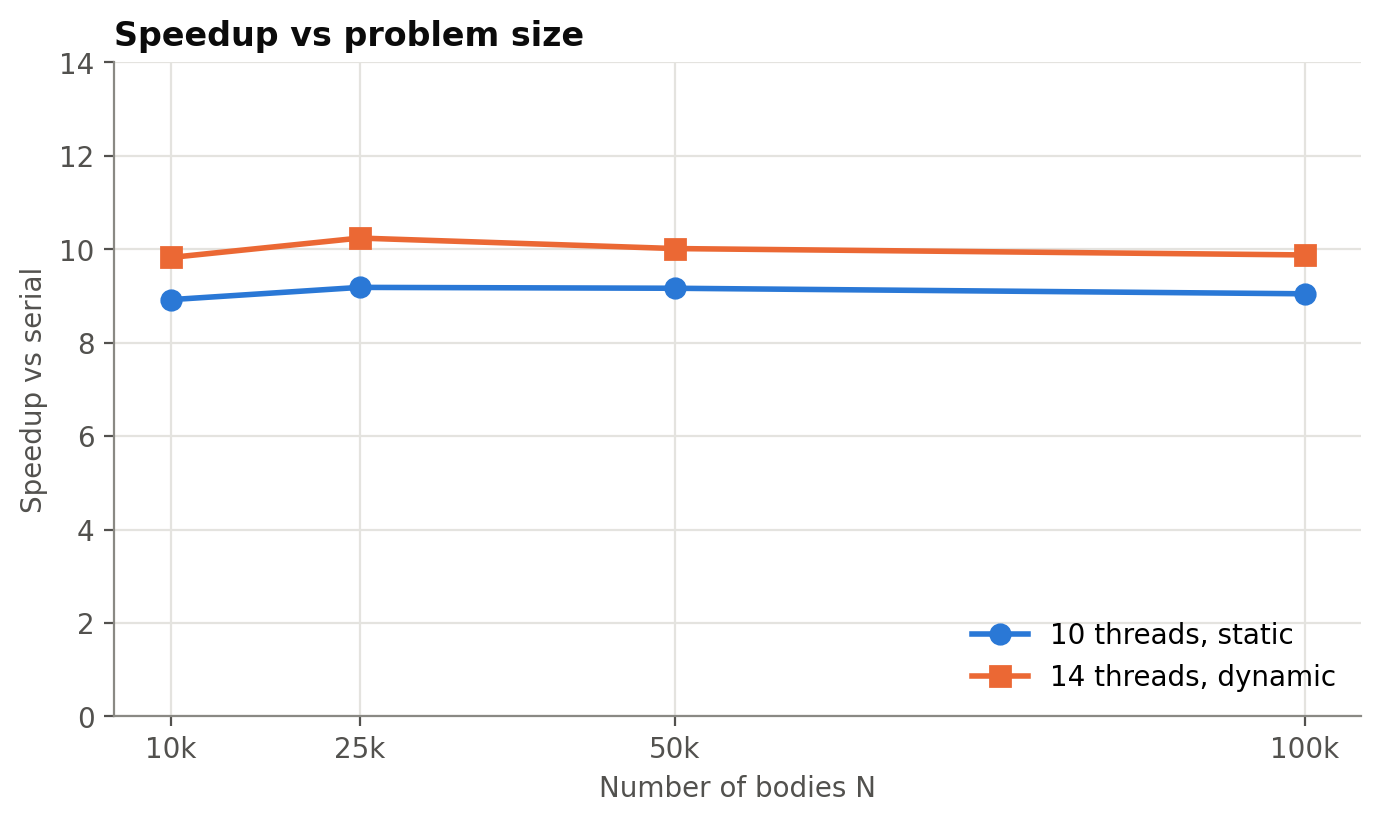 Speedup vs problem size
14
12
10
8
6
4
2
0
Speedup vs serial
10k 25k 50k 100k
Number of bodies N
10 threads, static
14 threads, dynamic